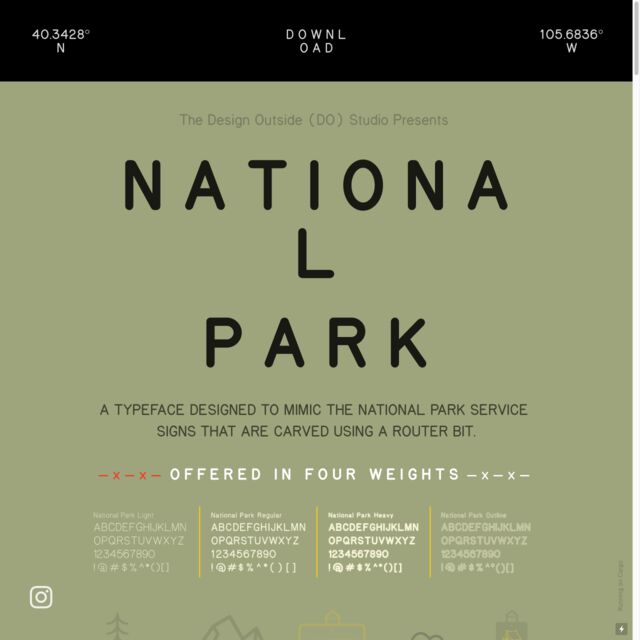 40.3428° DOWNL 105.6836°
N OAD W
The Design Outside (DO) Studio Presents
NATIONA
L
PARK
A TYPEFACE DESIGNED TO MIMIC THE NATIONAL PARK SERVICE
SIGNS THAT ARE CARVED USING A ROUTER BIT.
—x—x— OFFERED IN FOUR WEIGHTS —x—x—
National Park Light
ABCDEFGHIJKLMN
OPQRSTUVWXYZ
1234567890
!@#$%^*()[]
National Park Regular
ABCDEFGHIJKLMN
OPQRSTUVWXYZ
1234567890
!@#$%^*()[]
National Park Heavy
ABCDEFGHIJKLMN
OPQRSTUVWXYZ
1234567890
!@#$%^*()[]
National Park Outline
ABCDEFGHIJKLMN
OPQRSTUVWXYZ
1234567890
!@#$%^*()[]
Running on Cargo